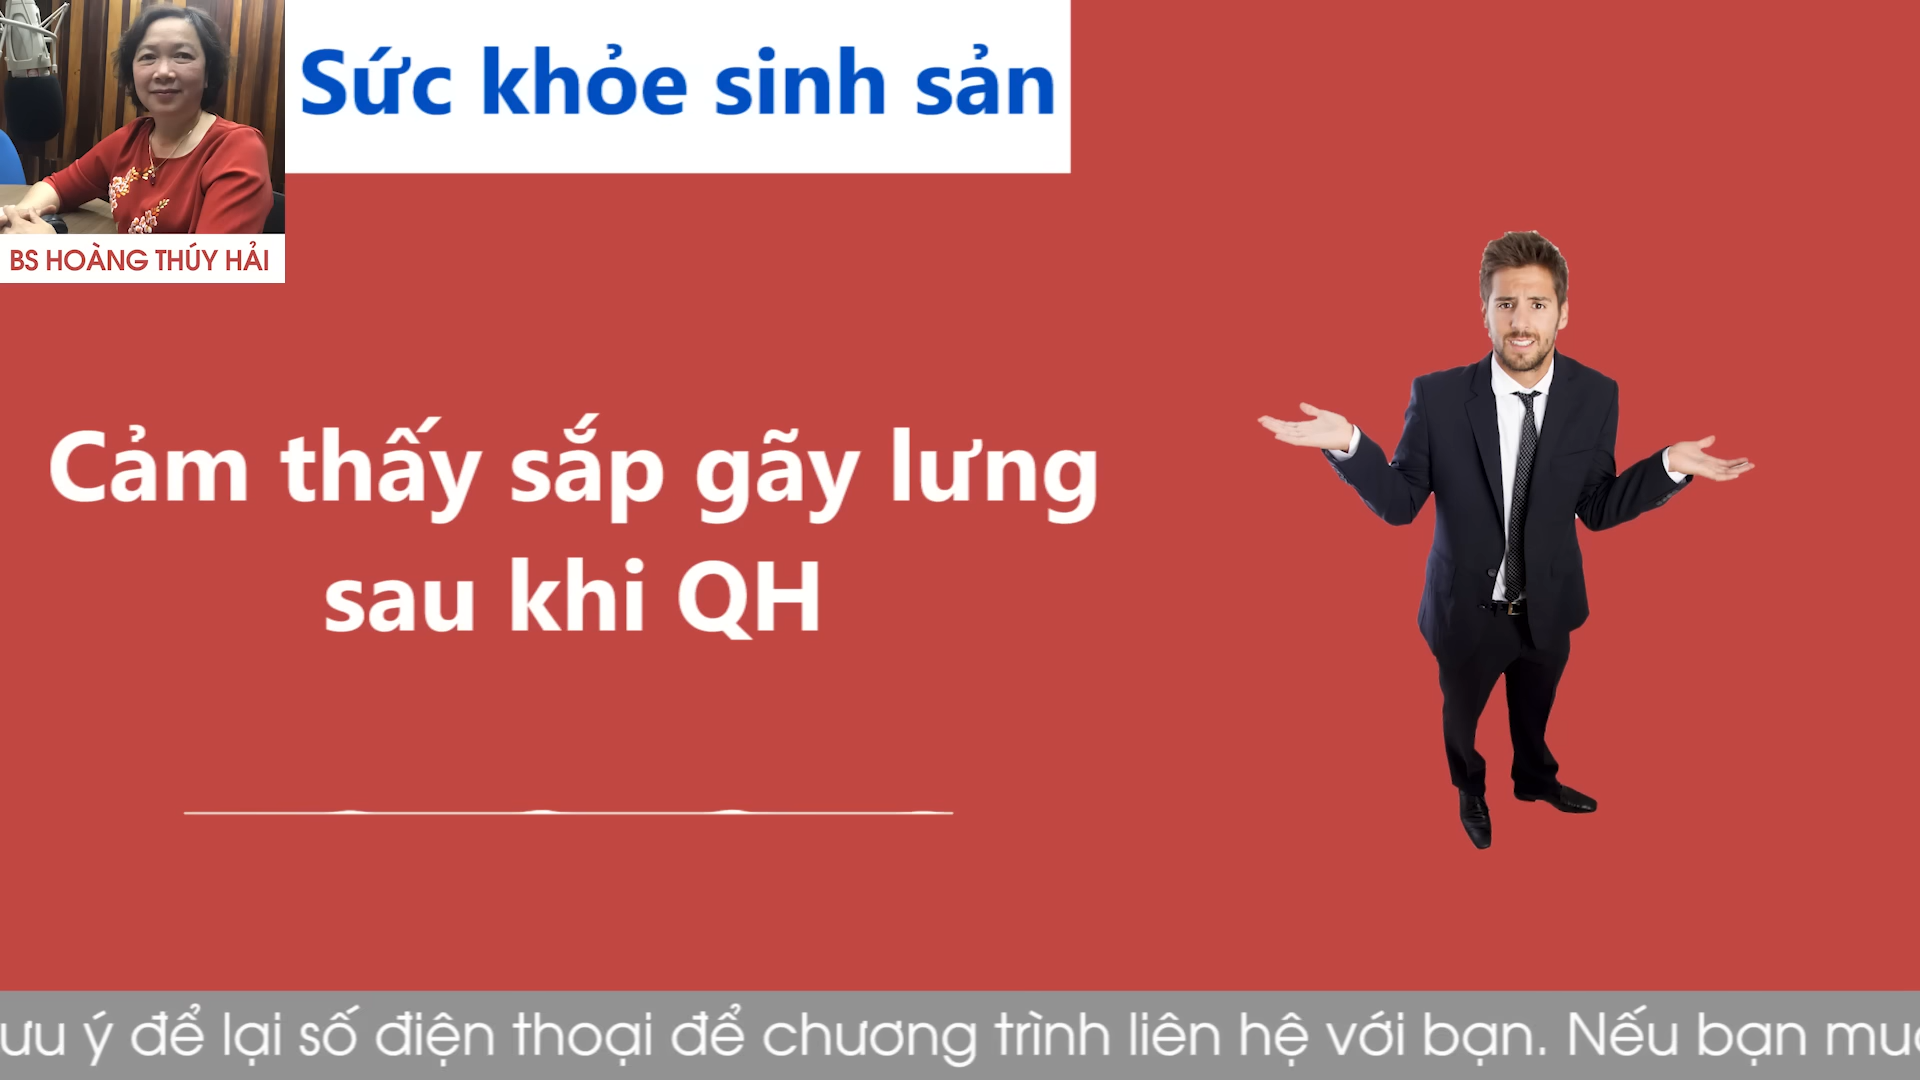 Sức khỏe sinh sản
BS HOÀNG THÚY HẢI
Cảm thấy sắp gãy lưng
sau khi QH
ý để lại số điện thoại để chương trình liên hệ với bạn. Nếu bạn